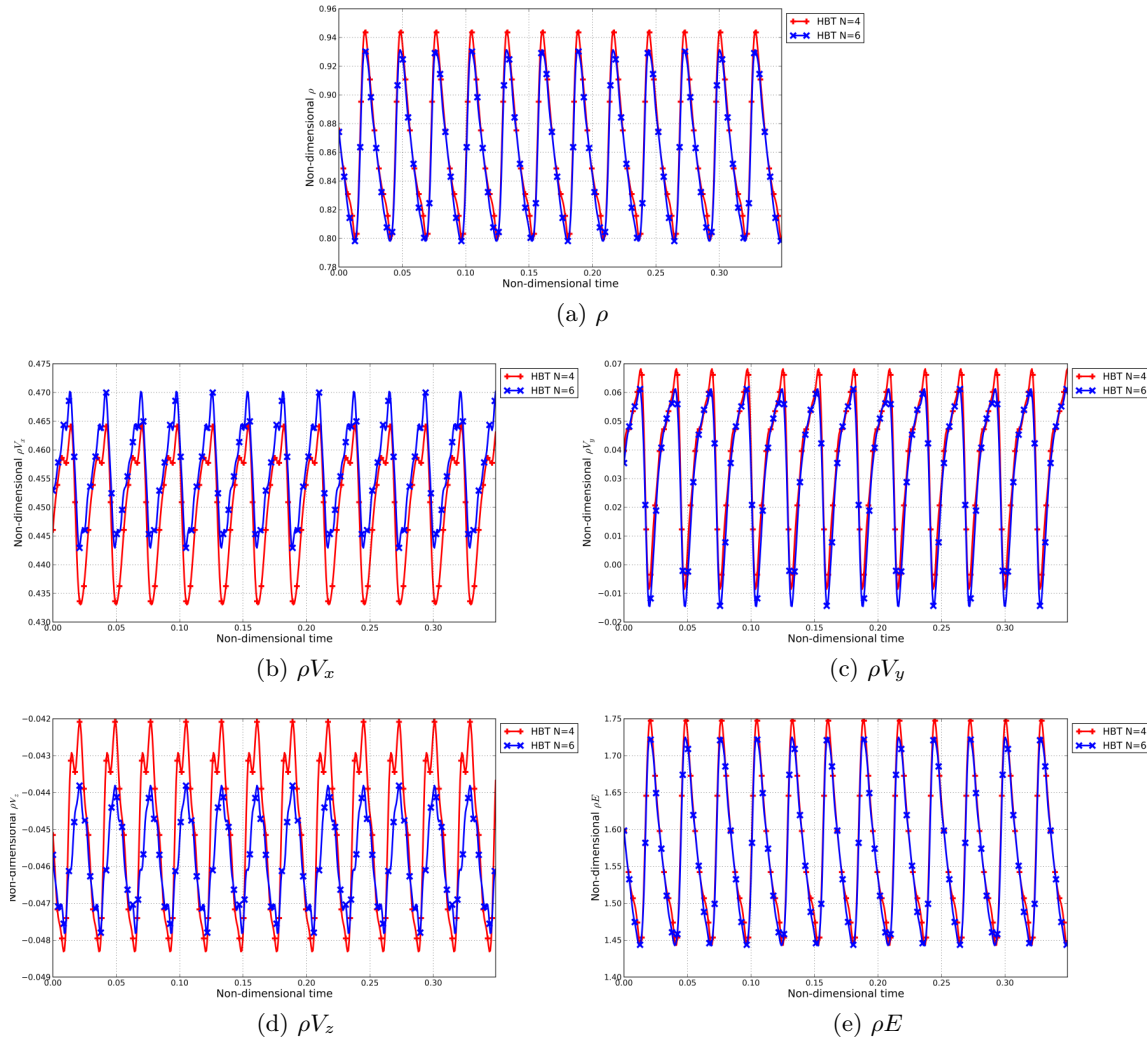 0.96
0.94
0.92
0.90
0.88
0.86
0.84
0.82
0.80
0.78
Non-dimensional ρ
0.00 0.05 0.10 0.15 0.20 0.25 0.30
Non-dimensional time
HBT N=4
HBT N=6
(a) ρ
0.475
0.470
0.465
0.460
0.455
0.450
0.445
0.440
0.435
0.430
Non-dimensional ρVₓ
0.00 0.05 0.10 0.15 0.20 0.25 0.30
Non-dimensional time
HBT N=4
HBT N=6
(b) ρVₓ
0.07
0.06
0.05
0.04
0.03
0.02
0.01
0.00
−0.01
−0.02
Non-dimensional ρV_y
0.00 0.05 0.10 0.15 0.20 0.25 0.30
Non-dimensional time
HBT N=4
HBT N=6
(c) ρV_y
−0.042
−0.043
−0.044
−0.045
−0.046
−0.047
−0.048
−0.049
Non-dimensional ρV_z
0.00 0.05 0.10 0.15 0.20 0.25 0.30
Non-dimensional time
HBT N=4
HBT N=6
(d) ρV_z
1.75
1.70
1.65
1.60
1.55
1.50
1.45
1.40
Non-dimensional ρE
0.00 0.05 0.10 0.15 0.20 0.25 0.30
Non-dimensional time
HBT N=4
HBT N=6
(e) ρE